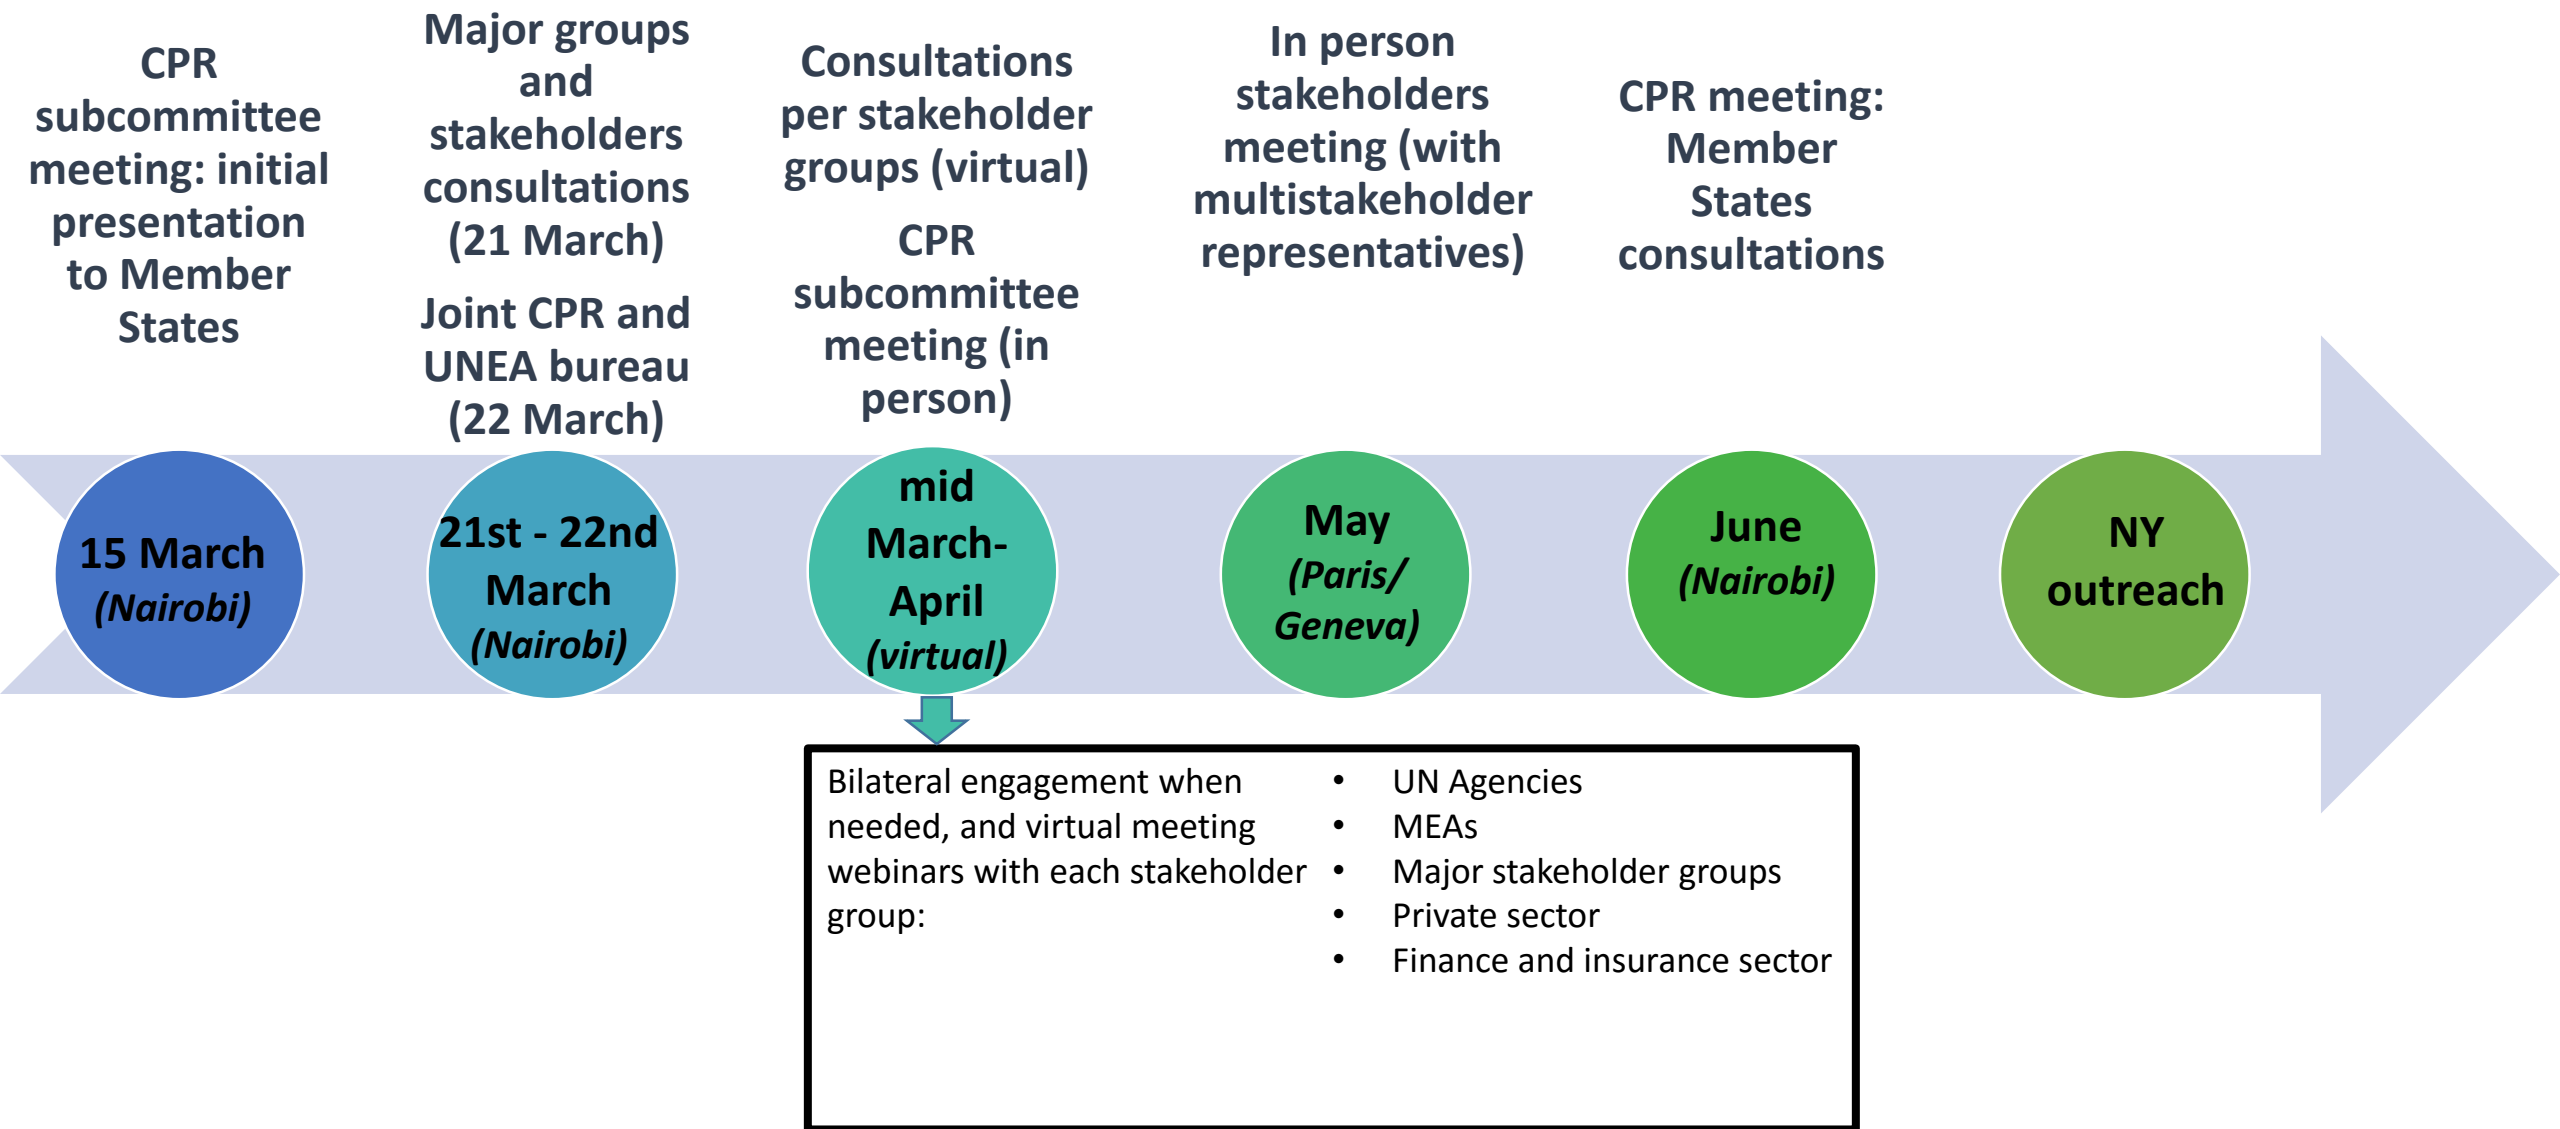 CPR
subcommittee
meeting: initial
presentation
to Member
States
Major groups
and
stakeholders
consultations
(21 March)
Joint CPR and
UNEA bureau
(22 March)
Consultations
per stakeholder
groups (virtual)
CPR
subcommittee
meeting (in
person)
In person
stakeholders
meeting (with
multistakeholder
representatives)
CPR meeting:
Member
States
consultations
15 March
(Nairobi)
21st - 22nd
March
(Nairobi)
mid
March-
April
(virtual)
May
(Paris/
Geneva)
June
(Nairobi)
NY
outreach
Bilateral engagement when
needed, and virtual meeting
webinars with each stakeholder
group:
• UN Agencies
• MEAs
• Major stakeholder groups
• Private sector
• Finance and insurance sector